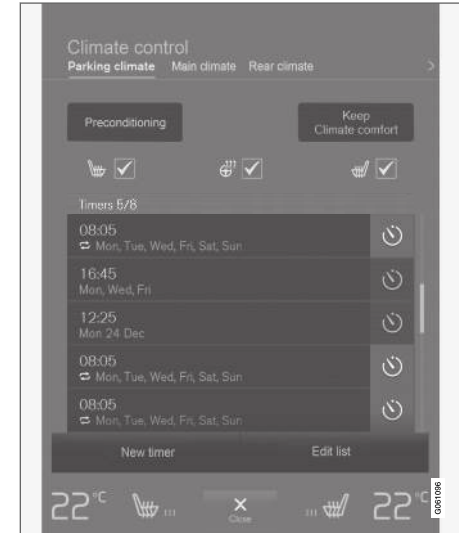 Climate control
Parking climate Main climate Rear climate
Preconditioning
Keep
Climate comfort
Timers 5/8
08:05
Mon, Tue, Wed, Fri, Sat, Sun
16:45
Mon, Wed, Fri
12:25
Mon 24 Dec
08:05
Mon, Tue, Wed, Fri, Sat, Sun
08:05
Mon, Tue, Wed, Fri, Sat, Sun
New timer Edit list
22°C 22°C
Close
G061096